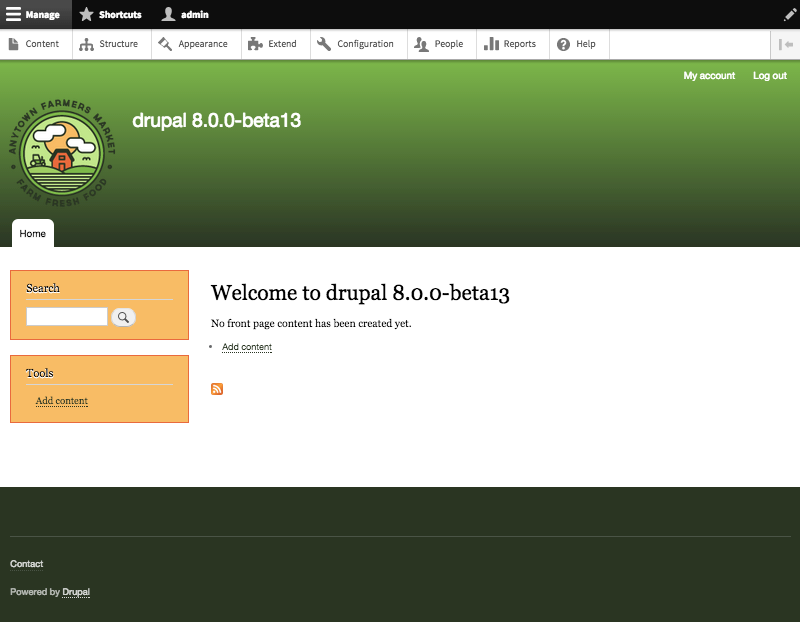 Manage Shortcuts admin
Content Structure Appearance Extend Configuration People Reports Help
My account Log out
ANYTOWN FARMERS MARKET
FARM FRESH FOOD
drupal 8.0.0-beta13
Home
Search
Tools
Add content
Welcome to drupal 8.0.0-beta13
No front page content has been created yet.
Add content
Contact
Powered by Drupal